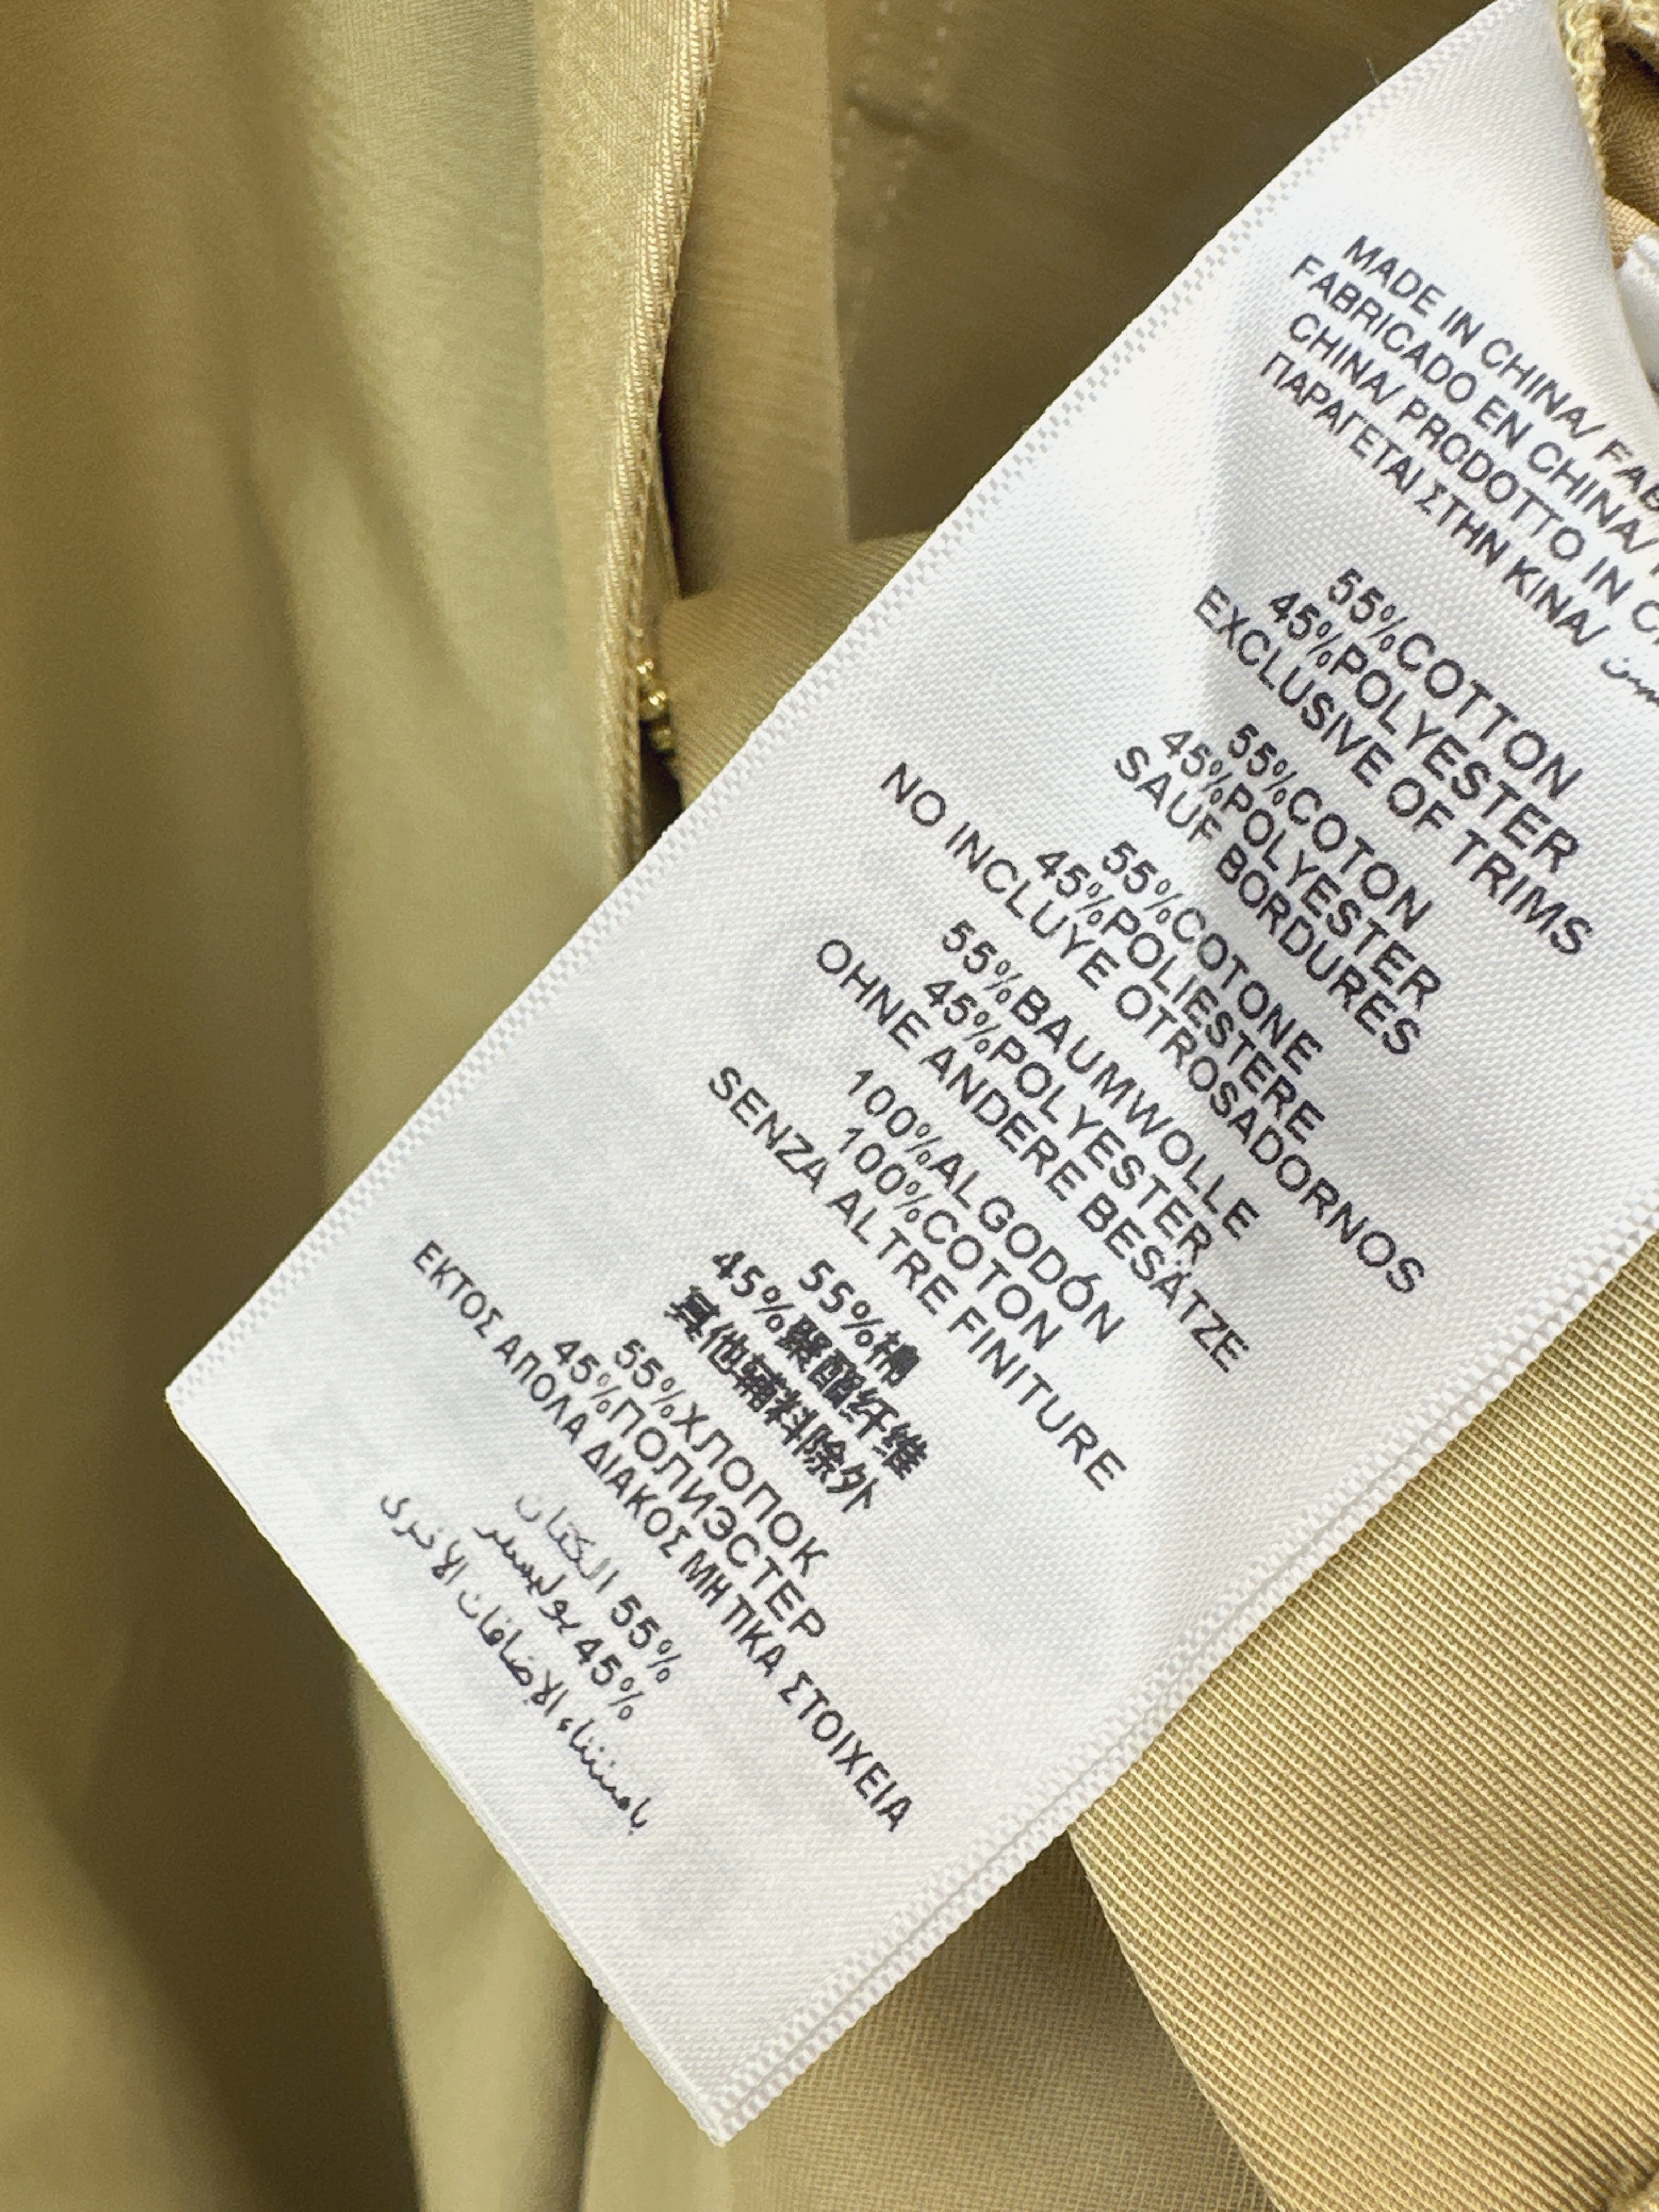 MADE IN CHINA/ FAB
FABRICADO EN CHINA/
CHINA/ PRODOTTO IN C
ΠΑΡΑΓΕΤΑΙ ΣΤΗΝ ΚΙΝΑ/
55%COTTON
45%POLYESTER
EXCLUSIVE OF TRIMS
55%COTON
45%POLYESTER
SAUF BORDURES
55%COTONE
45%POLIESTERE
NO INCLUYE OTROSADORNOS
55%BAUMWOLLE
45%POLYESTER
OHNE ANDERE BESÄTZE
100%ALGODÓN
100%COTON
SENZA ALTRE FINITURE
55%棉
45%聚酯纤维
其他辅料除外
55%ХЛОПОК
45%ПОЛИЭСТЕР
ΕΚΤΟΣ ΑΠΟΛΑ ΔΙΑΚΟΣ ΜΗ ΤΙΚΑ ΣΤΟΙΧΕΙΑ
55% الكتان
45% بوليستر
باستثناء الإضافات الأخرى